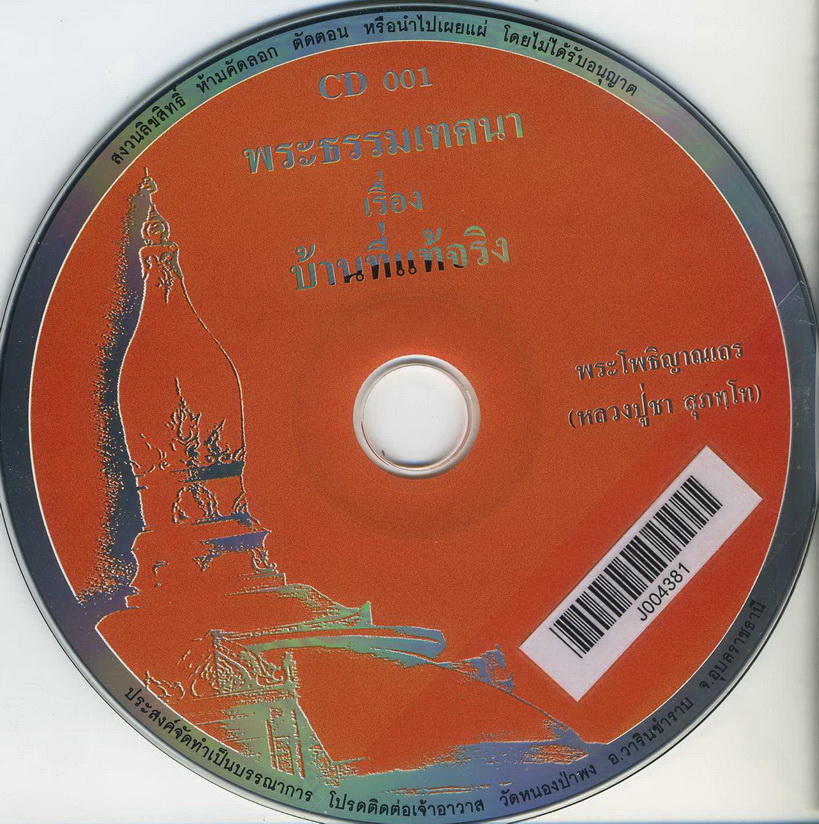 สงวนลิขสิทธิ์ ห้ามคัดลอก ตัดตอน หรือนำไปเผยแผ่ โดยไม่ได้รับอนุญาต
CD 001
พระธรรมเทศนา
เรื่อง
บ้านที่แท้จริง
พระโพธิญาณเถร
(หลวงปู่ชา สุภทฺโท)
J004381
ประสงค์จัดทำเป็นบรรณาการ โปรดติดต่อเจ้าอาวาส วัดหนองป่าพง อ.วารินชำราบ จ.อุบลราชธานี